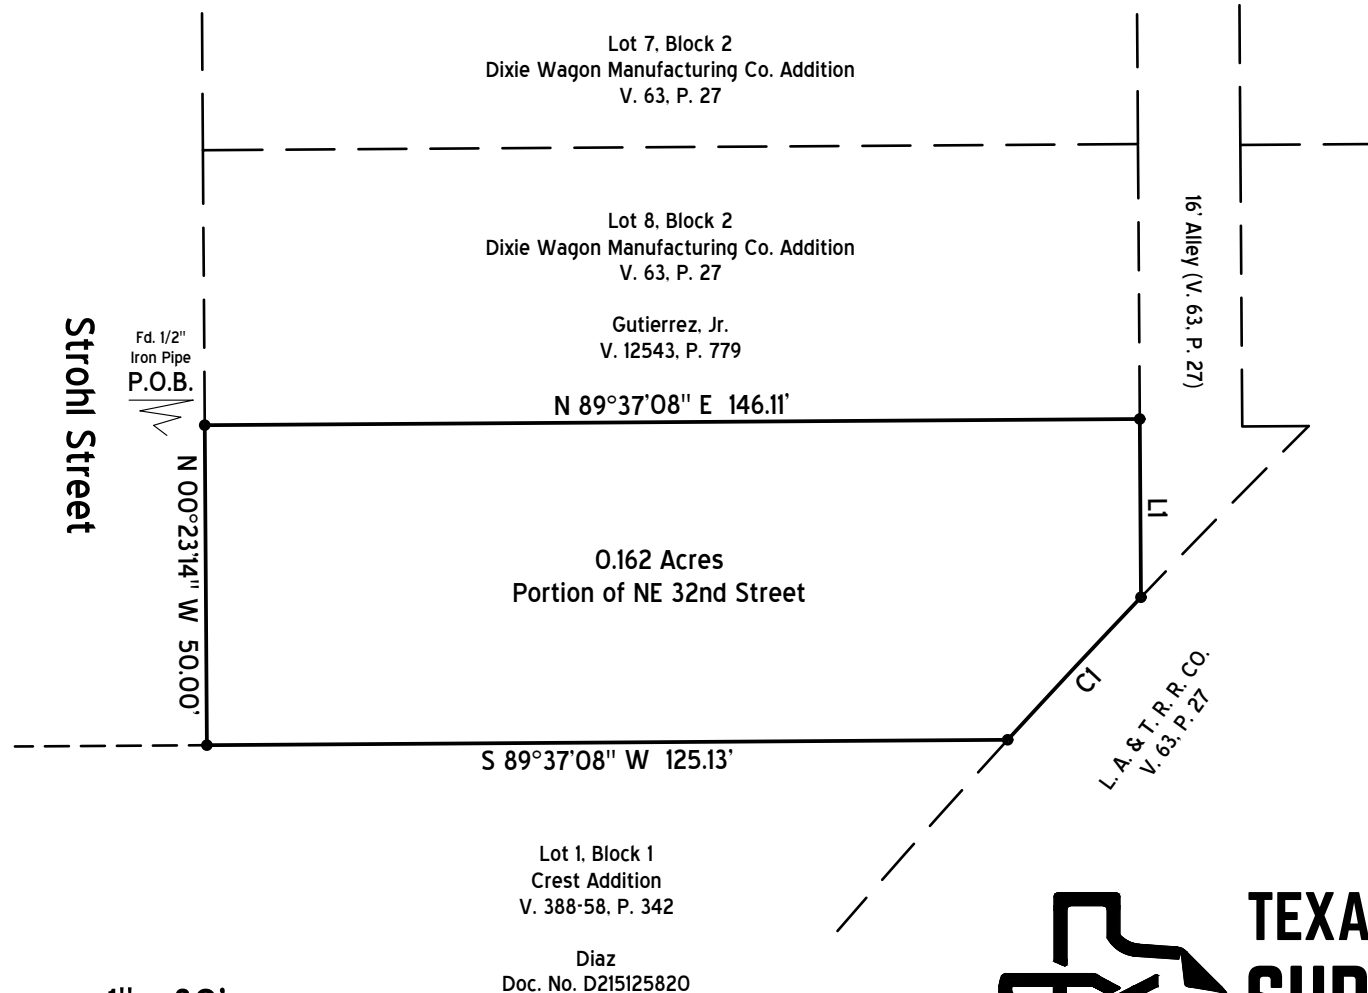 Lot 7, Block 2
Dixie Wagon Manufacturing Co. Addition
V. 63, P. 27
Lot 8, Block 2
Dixie Wagon Manufacturing Co. Addition
V. 63, P. 27
Gutierrez, Jr.
V. 12543, P. 779
16' Alley (V. 63, P. 27)
Strohl Street
Fd. 1/2"
Iron Pipe
P.O.B.
N 89°37'08" E 146.11'
N 00°23'14" W 50.00'
L1
0.162 Acres
Portion of NE 32nd Street
C1
L. A. & T. R. R. CO.
V. 63, P. 27
S 89°37'08" W 125.13'
Lot 1, Block 1
Crest Addition
V. 388-58, P. 342
Diaz
Doc. No. D215125820
TEXA